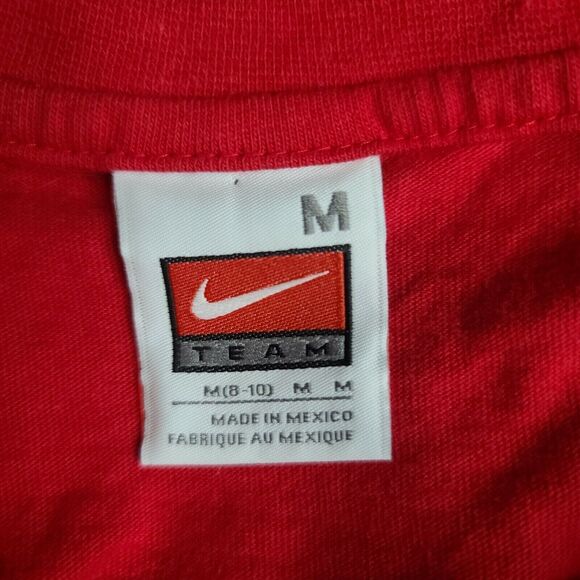 M
TEAM
M(8-10) M M
MADE IN MEXICO
FABRIQUE AU MEXIQUE